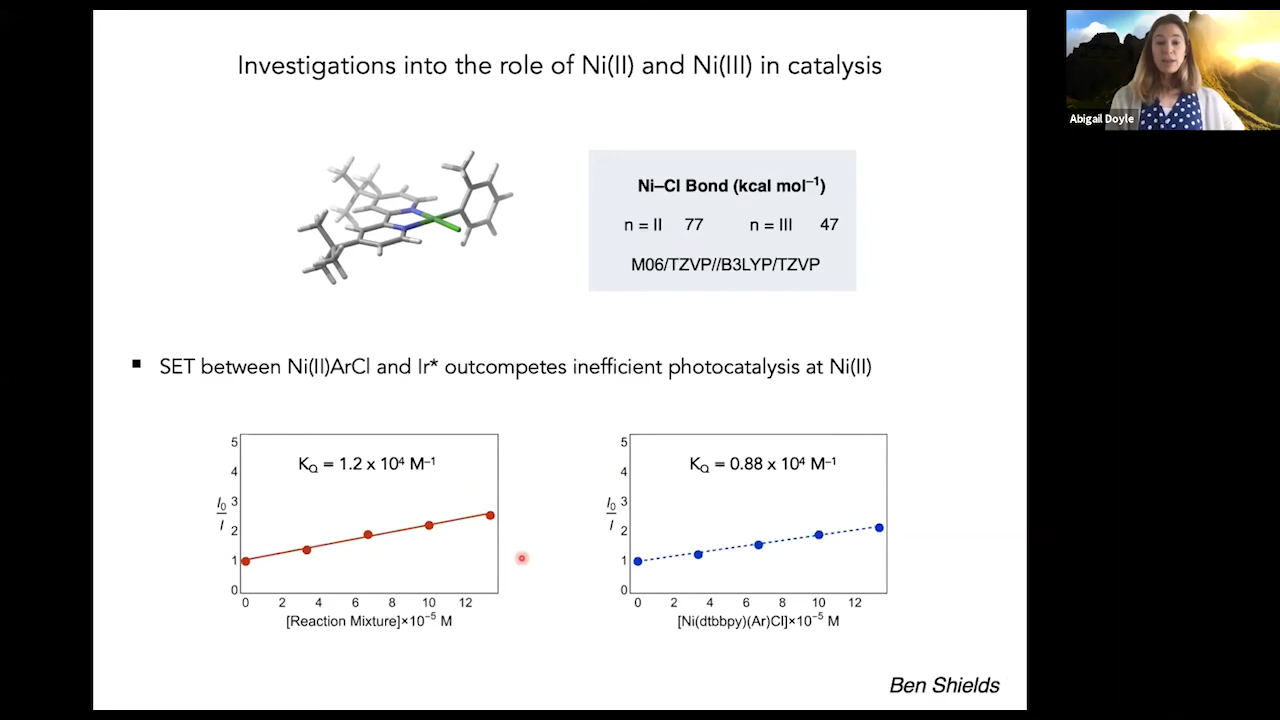 Investigations into the role of Ni(II) and Ni(III) in catalysis
Abigail Doyle
Ni–Cl Bond (kcal mol⁻¹)
n = II 77 n = III 47
M06/TZVP//B3LYP/TZVP
▪ SET between Ni(II)ArCl and Ir* outcompetes inefficient photocatalysis at Ni(II)
K_Q = 1.2 x 10⁴ M⁻¹
I₀
I
5
4
3
2
1
0
0 2 4 6 8 10 12
[Reaction Mixture]×10⁻⁵ M
K_Q = 0.88 x 10⁴ M⁻¹
I₀
I
5
4
3
2
1
0
0 2 4 6 8 10 12
[Ni(dtbbpy)(Ar)Cl]×10⁻⁵ M
Ben Shields